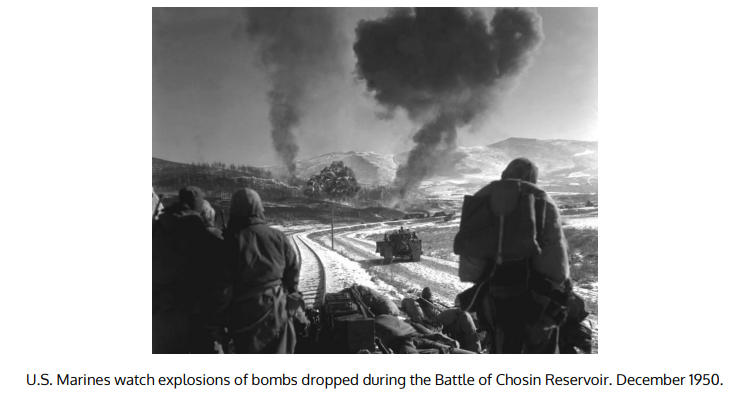 U.S. Marines watch explosions of bombs dropped during the Battle of Chosin Reservoir. December 1950.